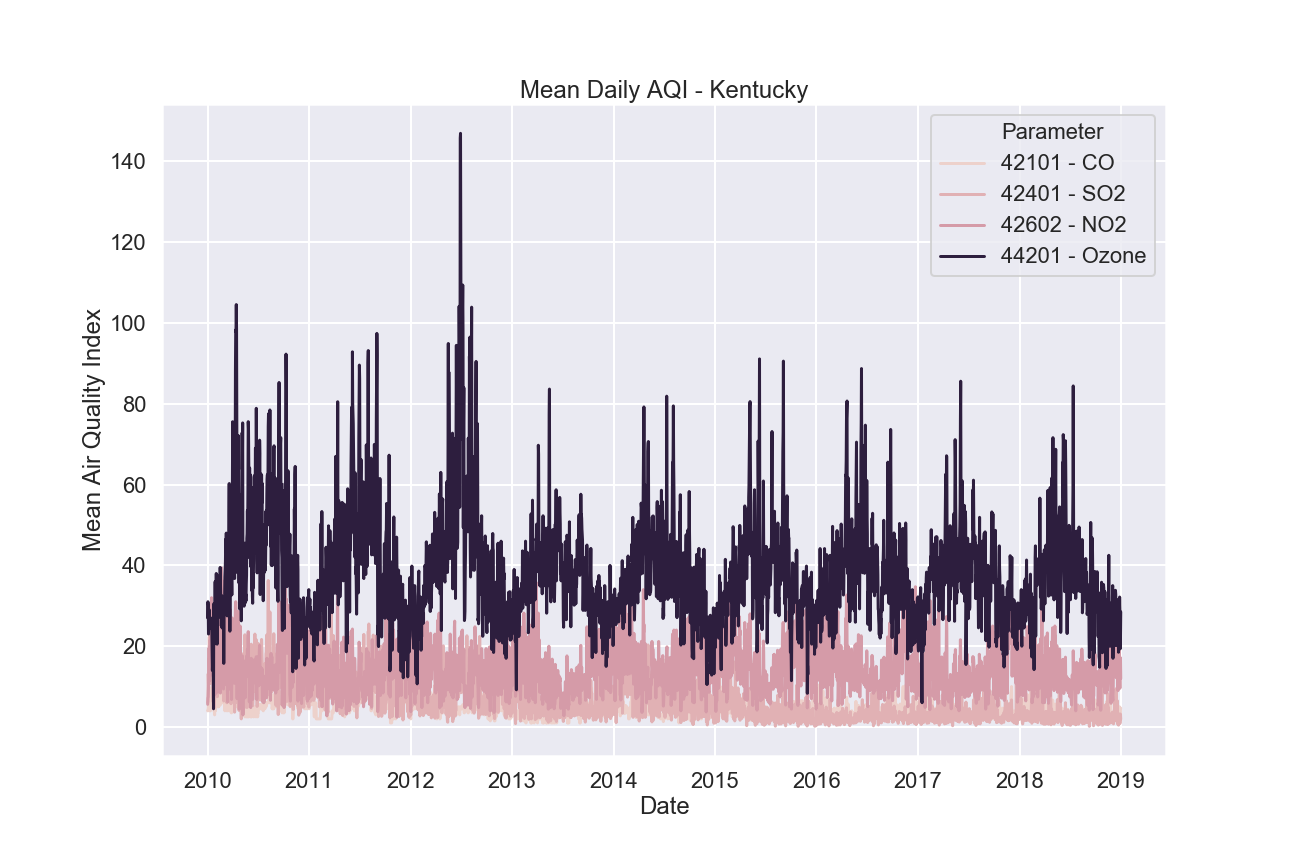 Mean Daily AQI - Kentucky
Parameter
42101 - CO
42401 - SO2
42602 - NO2
44201 - Ozone
Mean Air Quality Index
140
120
100
80
60
40
20
0
2010 2011 2012 2013 2014 2015 2016 2017 2018 2019
Date